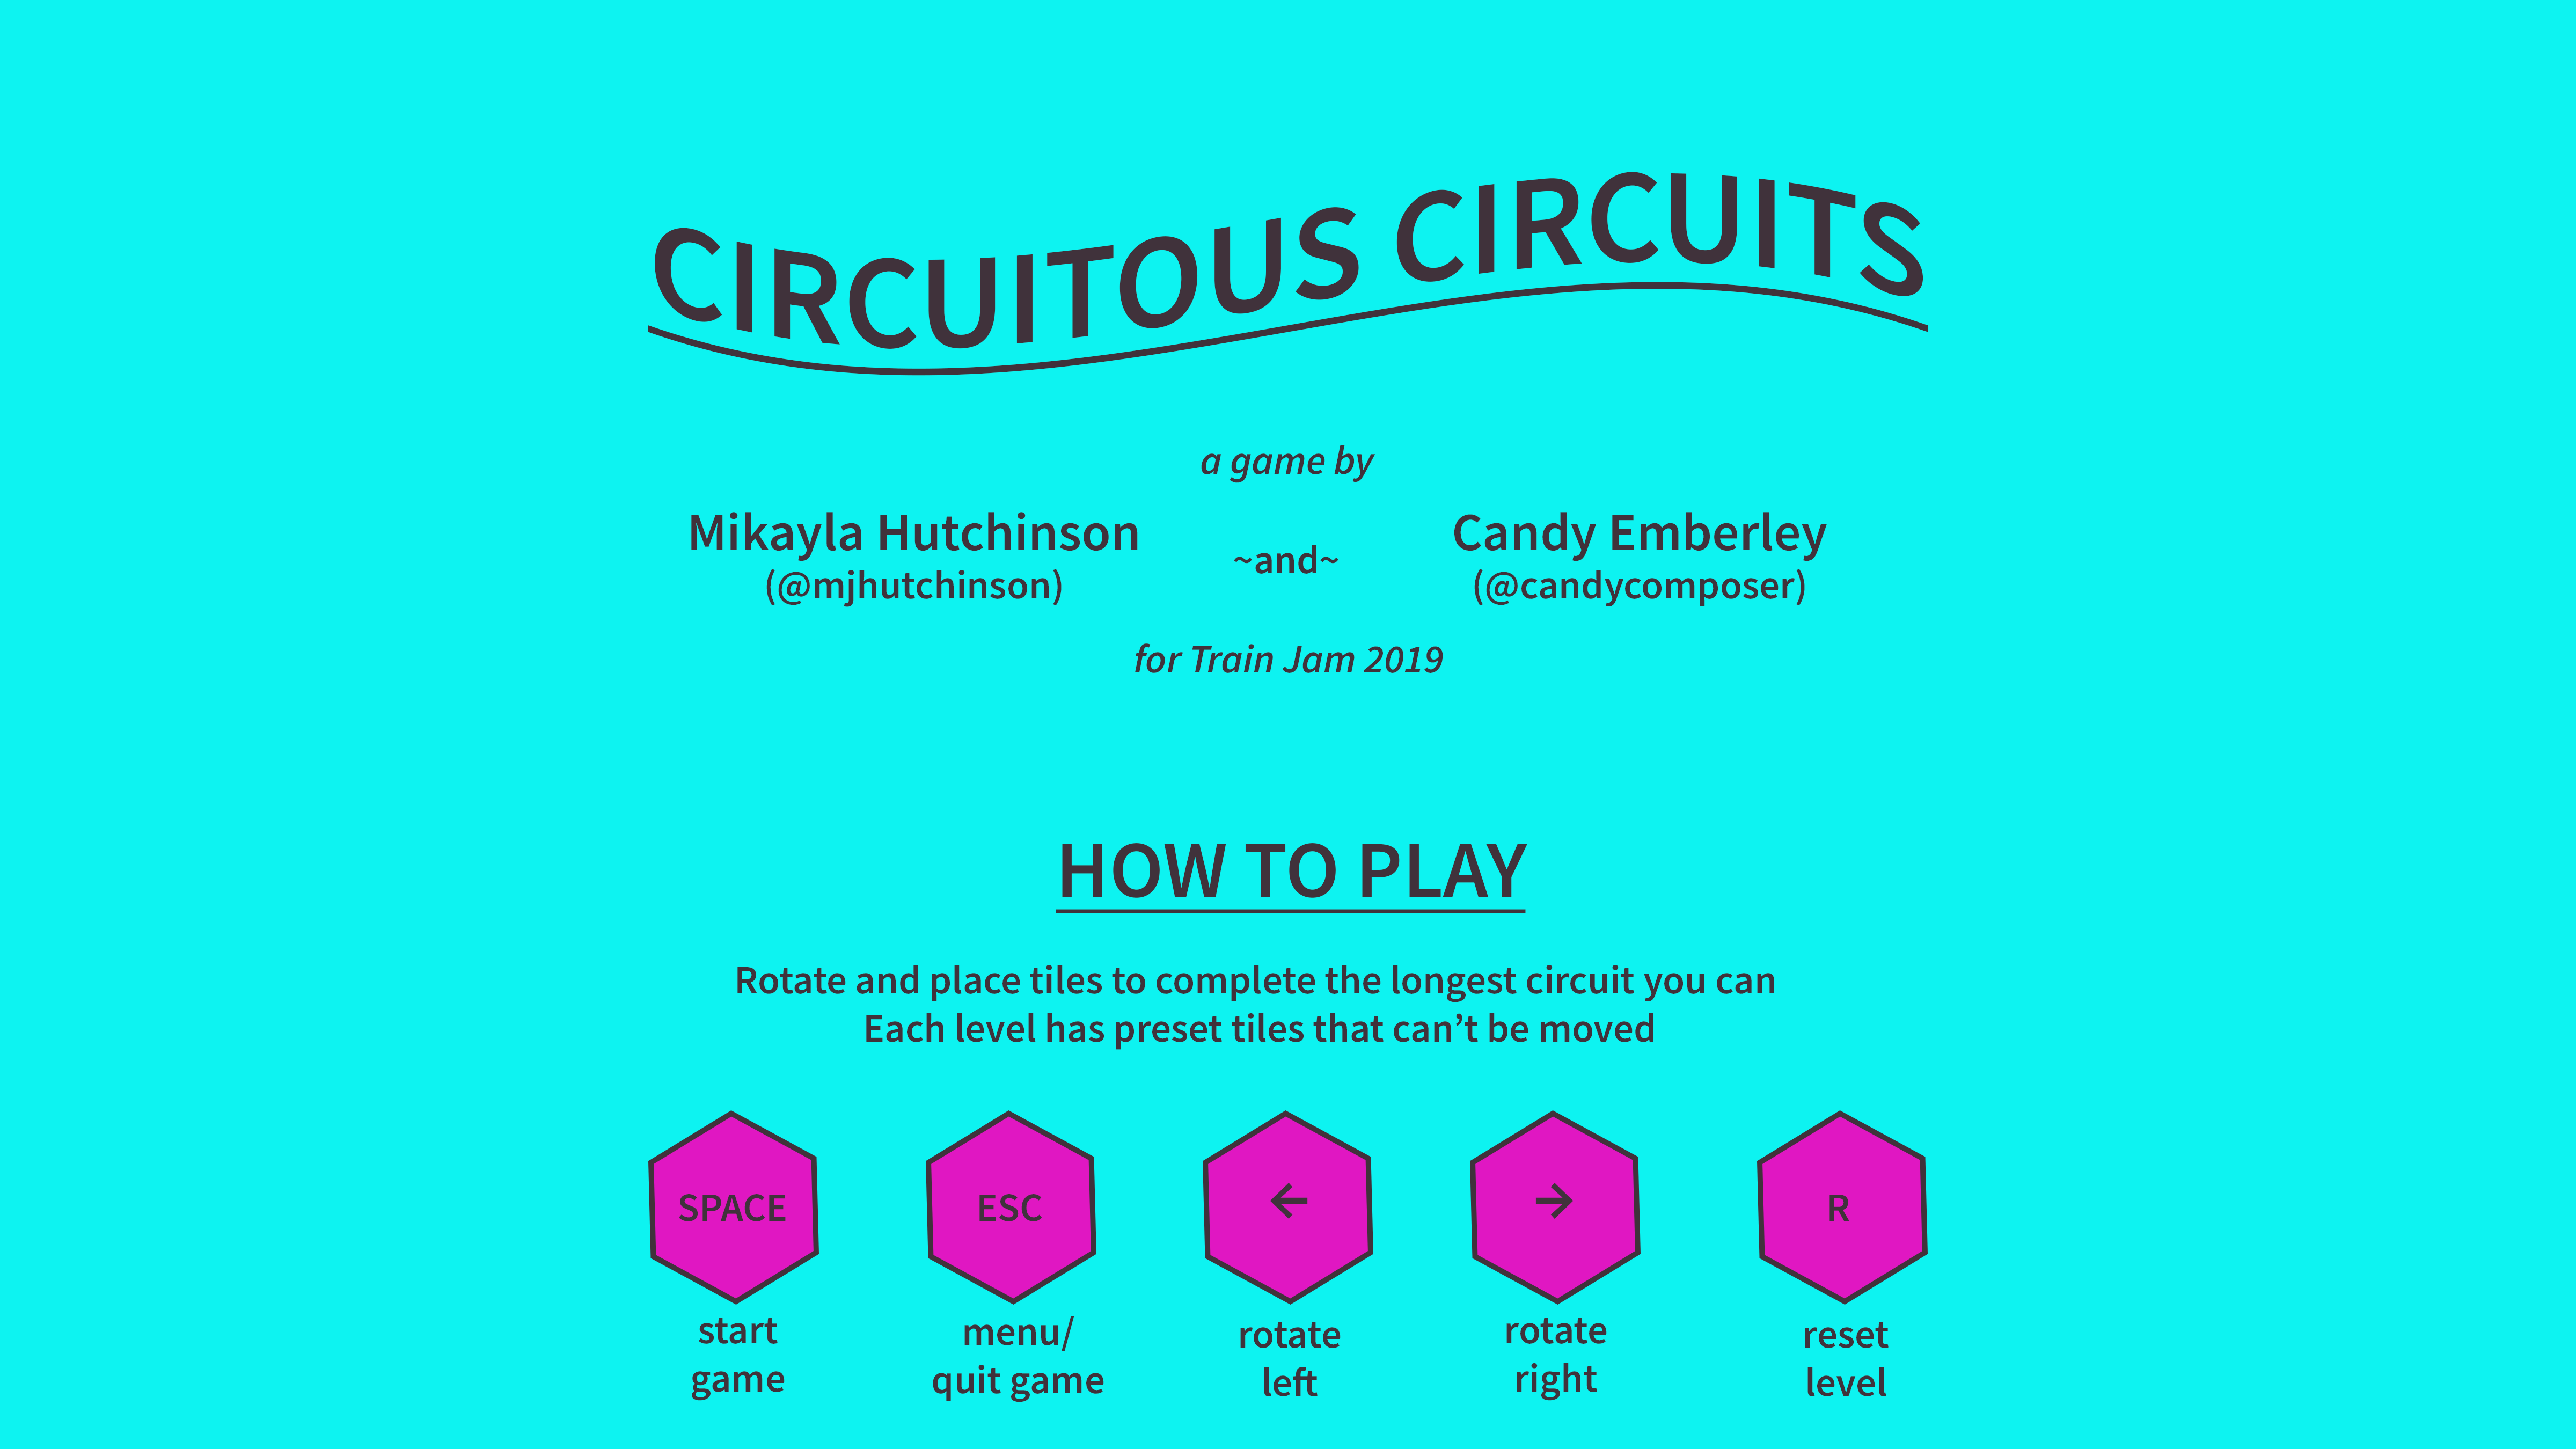 CIRCUITOUS CIRCUITS
a game by
Mikayla Hutchinson
(@mjhutchinson)
~and~
Candy Emberley
(@candycomposer)
for Train Jam 2019
HOW TO PLAY
Rotate and place tiles to complete the longest circuit you can
Each level has preset tiles that can’t be moved
SPACE
start
game
ESC
menu/
quit game
←
rotate
left
→
rotate
right
R
reset
level